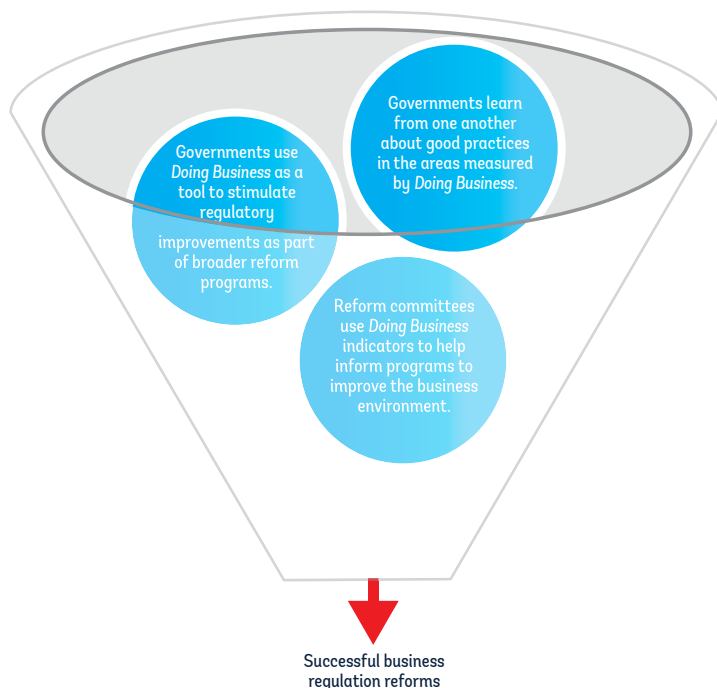 Governments use
Doing Business as a
tool to stimulate
regulatory
improvements as part
of broader reform
programs.
Governments learn
from one another
about good practices
in the areas measured
by Doing Business.
Reform committees
use Doing Business
indicators to help
inform programs to
improve the business
environment.
Successful business
regulation reforms